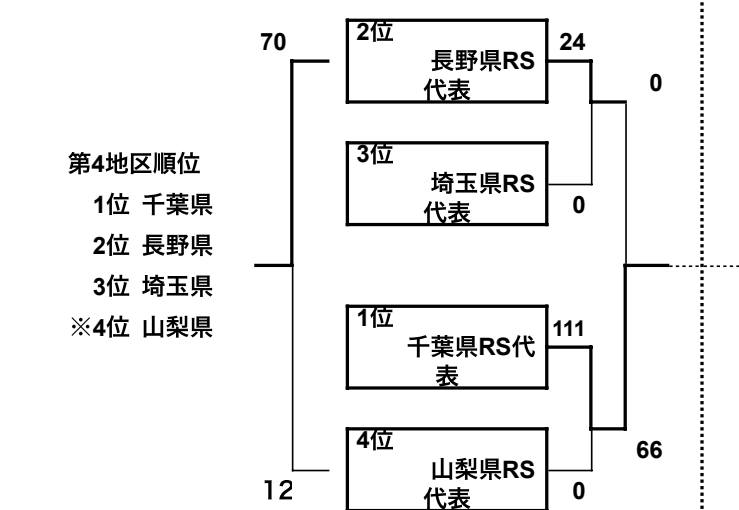 2位
70
24
長野県RS
代表
0
第4地区順位
3位
1位 千葉県
埼玉県RS
代表
0
2位 長野県
3位 埼玉県
※4位 山梨県
1位
111
千葉県RS代
表
4位
66
山梨県RS
代表
12
0